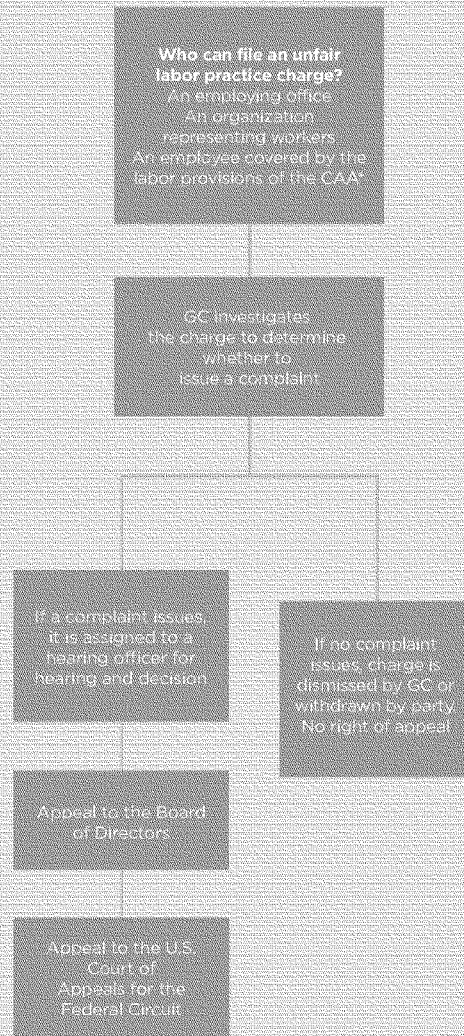 Who can file an unfair
labor practice charge?
An employing office
An organization
representing workers
An employee covered by the
labor provisions of the CAA*
GC investigates
the charge to determine
whether to
issue a complaint
If a complaint issues,
it is assigned to a
hearing officer for
hearing and decision
If no complaint
issues, charge is
dismissed by GC or
withdrawn by party
No right of appeal
Appeal to the Board
of Directors
Appeal to the U.S.
Court of
Appeals for the
Federal Circuit